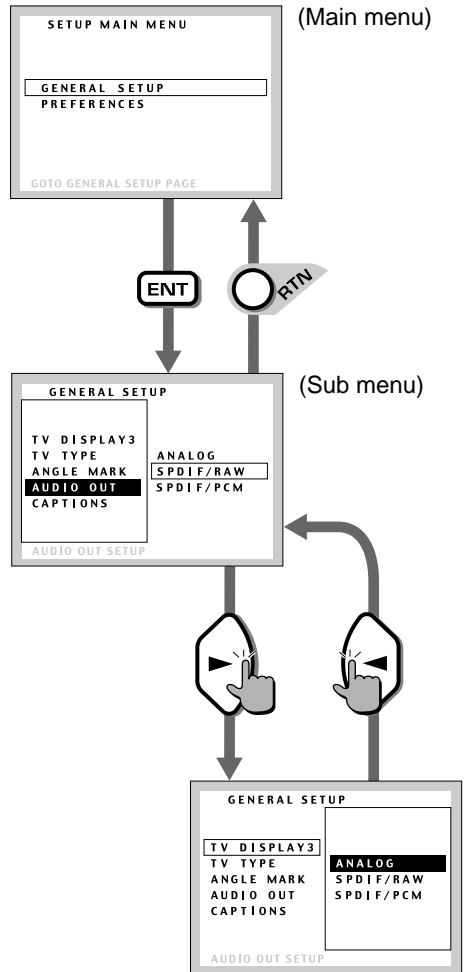 SETUP MAIN MENU
(Main menu)
GENERAL SETUP
PREFERENCES
GOTO GENERAL SETUP PAGE
ENT
RTN
GENERAL SETUP
(Sub menu)
TV DISPLAY3
TV TYPE
ANALOG
ANGLE MARK
SPDIF/RAW
AUDIO OUT
SPDIF/PCM
CAPTIONS
AUDIO OUT SETUP
GENERAL SETUP
TV DISPLAY3
TV TYPE
ANALOG
ANGLE MARK
SPDIF/RAW
AUDIO OUT
SPDIF/PCM
CAPTIONS
AUDIO OUT SETUP